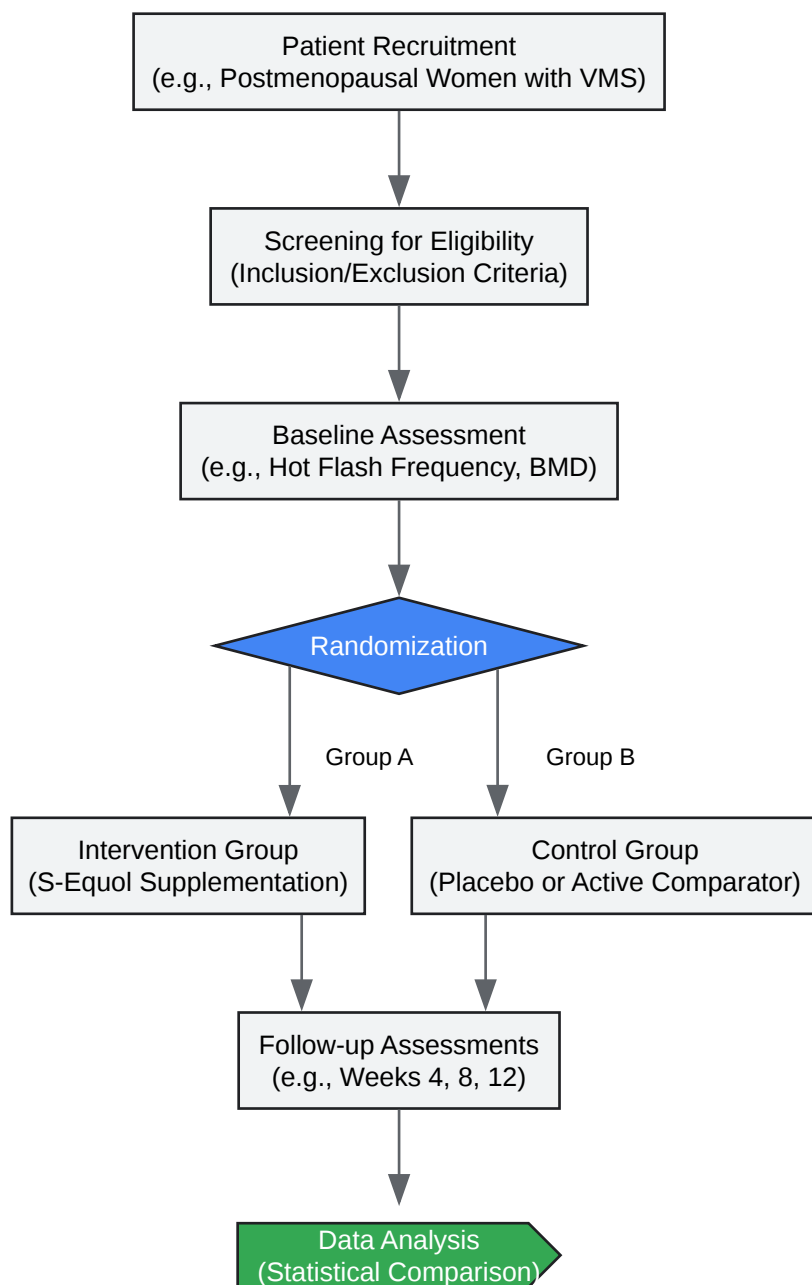 Patient Recruitment
(e.g., Postmenopausal Women with VMS)
Screening for Eligibility
(Inclusion/Exclusion Criteria)
Baseline Assessment
(e.g., Hot Flash Frequency, BMD)
Randomization
Group A
Group B
Intervention Group
(S-Equol Supplementation)
Control Group
(Placebo or Active Comparator)
Follow-up Assessments
(e.g., Weeks 4, 8, 12)
Data Analysis
(Statistical Comparison)